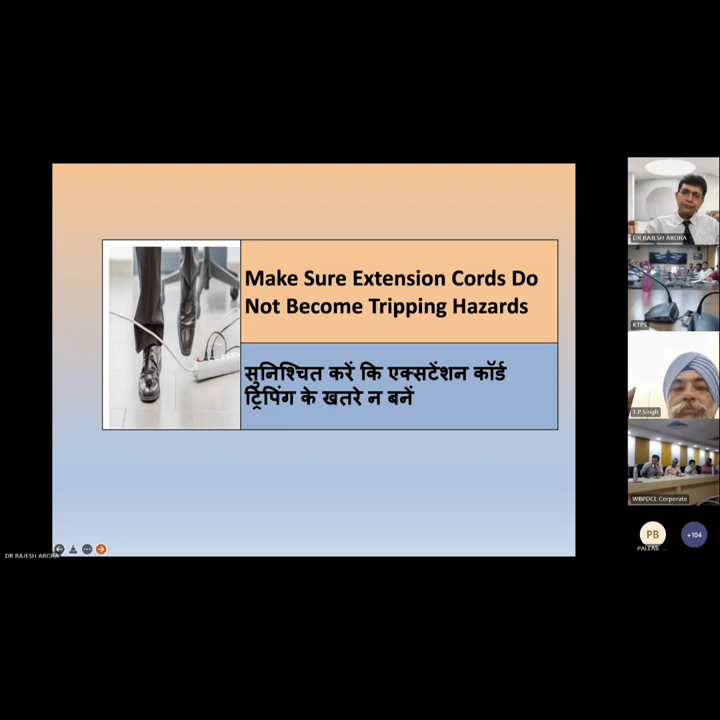 Make Sure Extension Cords Do
Not Become Tripping Hazards
सुनिश्चित करें कि एक्सटेंशन कॉर्ड
ट्रिपिंग के खतरे न बनें
DR RAJESH ARORA
KTPS
T.P.Singh
WBPDCL Corporate
PB
+104
PALLAB ...
DR RAJESH ARORA